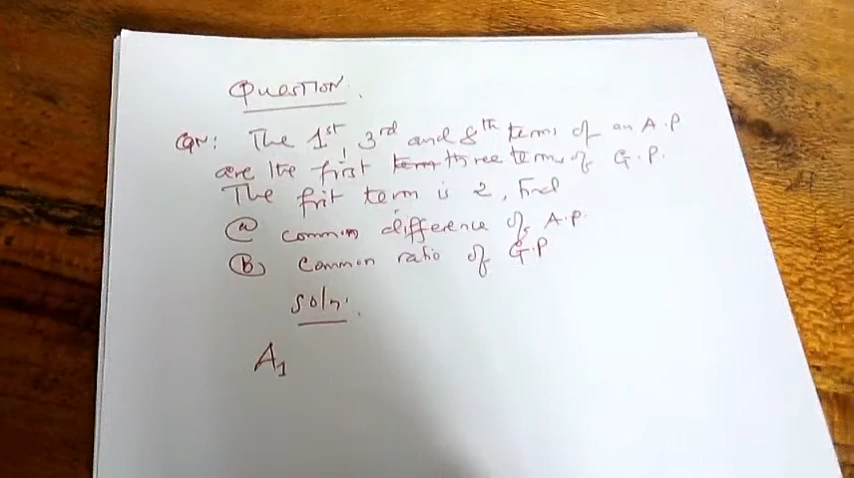 Question.
QN: The 1st, 3rd and 8th terms of an A.P
are the first three terms of G.P.
The first term is 2, Find
(a) common difference of A.P.
(b) Common ratio of G.P
Soln.
A1